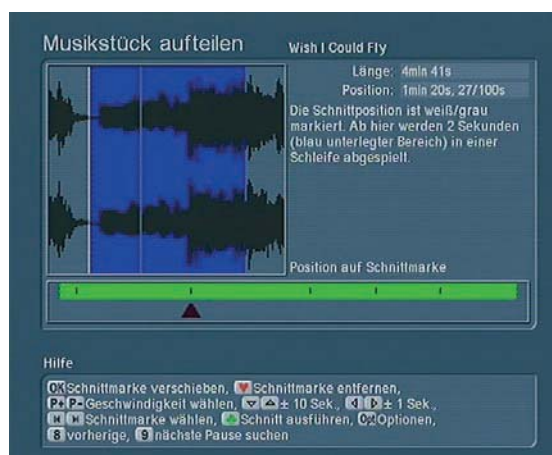 Musikstück aufteilen
Wish I Could Fly
Länge: 4min 41s
Position: 1min 20s, 27/100s
Die Schnittposition ist weiß/grau
markiert. Ab hier werden 2 Sekunden
(blau unterlegter Bereich) in einer
Schleife abgespielt.
Position auf Schnittmarke
Hilfe
OK Schnittmarke verschieben, Schnittmarke entfernen,
P+ P- Geschwindigkeit wählen, ± 10 Sek., ± 1 Sek.,
Schnittmarke wählen, Schnitt ausführen, Optionen,
8 vorherige, 9 nächste Pause suchen